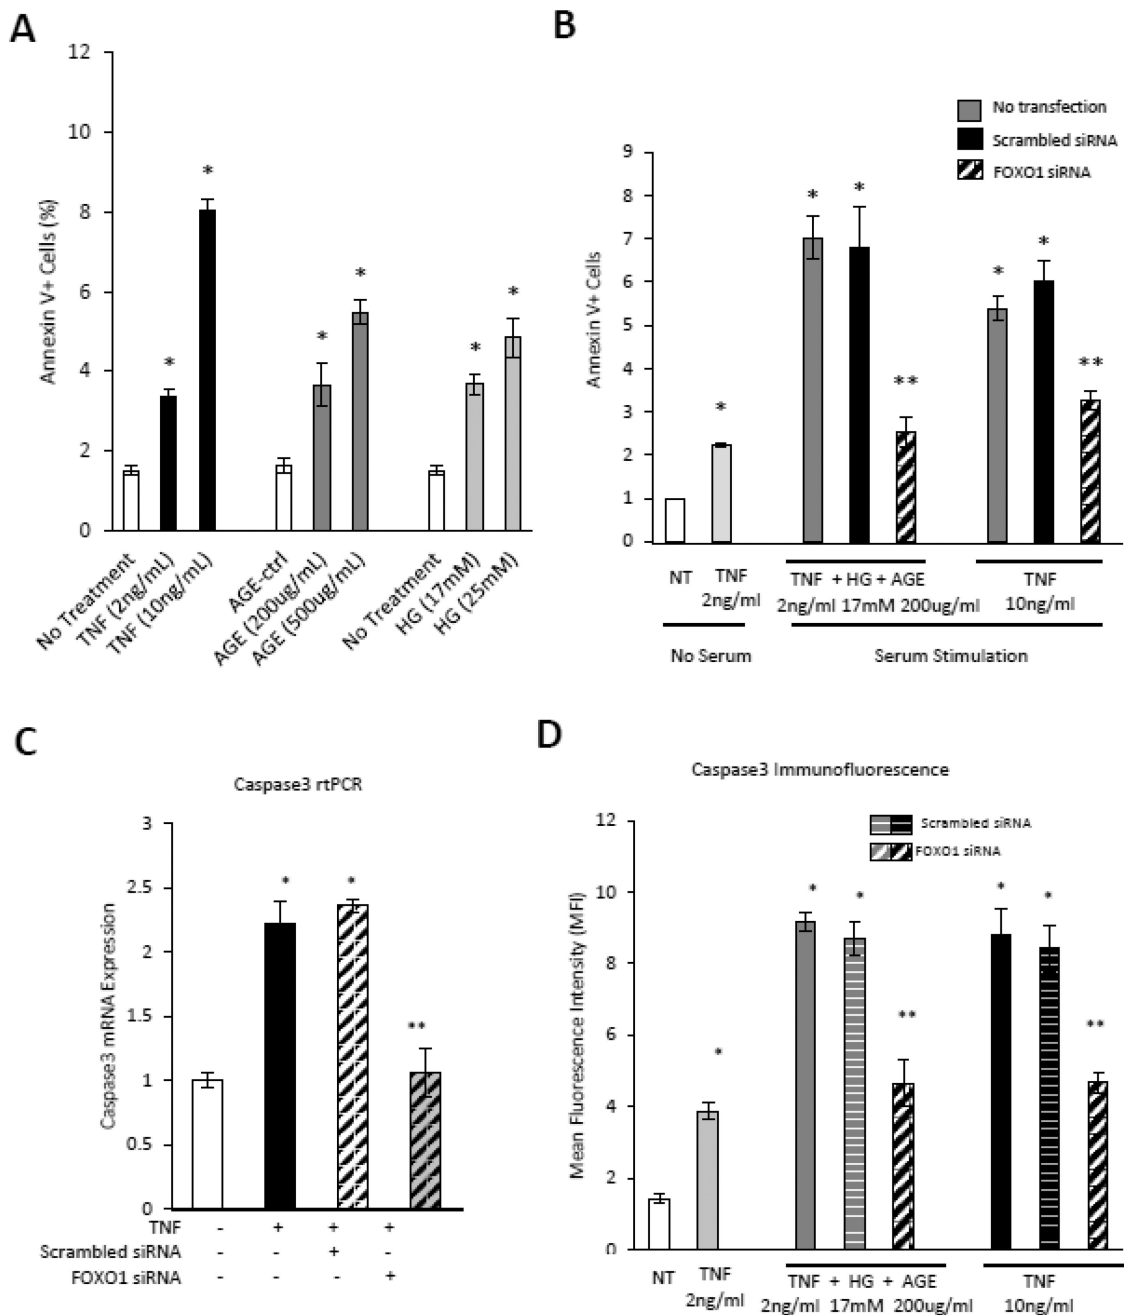 A
12
10
8
6
4
2
0
Annexin V+ Cells (%)
*
*
*
*
*
*
No Treatment
TNF (2ng/mL)
TNF (10ng/mL)
AGE-ctrl
AGE (200ug/mL)
AGE (500ug/mL)
No Treatment
HG (17mM)
HG (25mM)
B
No transfection
Scrambled siRNA
FOXO1 siRNA
9
8
7
6
5
4
3
2
1
0
Annexin V+ Cells
*
*
*
**
*
*
**
NT
TNF
2ng/ml
TNF + HG + AGE
2ng/ml 17mM 200ug/ml
TNF
10ng/ml
No Serum
Serum Stimulation
C
Caspase3 rtPCR
3
2.5
2
1.5
1
0.5
0
Caspase3 mRNA Expression
*
*
**
TNF - + + +
Scrambled siRNA - - + -
FOXO1 siRNA - - - +
D
Caspase3 Immunofluorescence
Scrambled siRNA
FOXO1 siRNA
12
10
8
6
4
2
0
Mean Fluorescence Intensity (MFI)
*
*
*
**
*
*
**
NT
TNF
2ng/ml
TNF + HG + AGE
2ng/ml 17mM 200ug/ml
TNF
10ng/ml